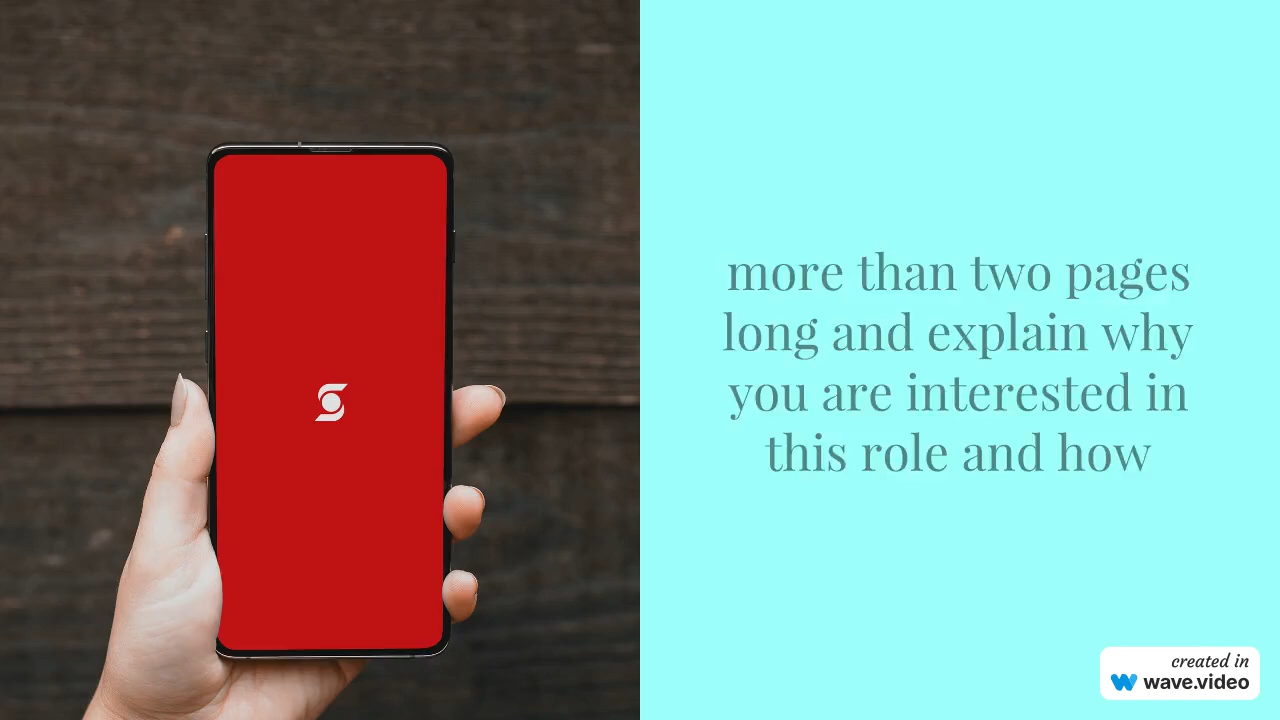 more than two pages
long and explain why
you are interested in
this role and how
created in
wave.video